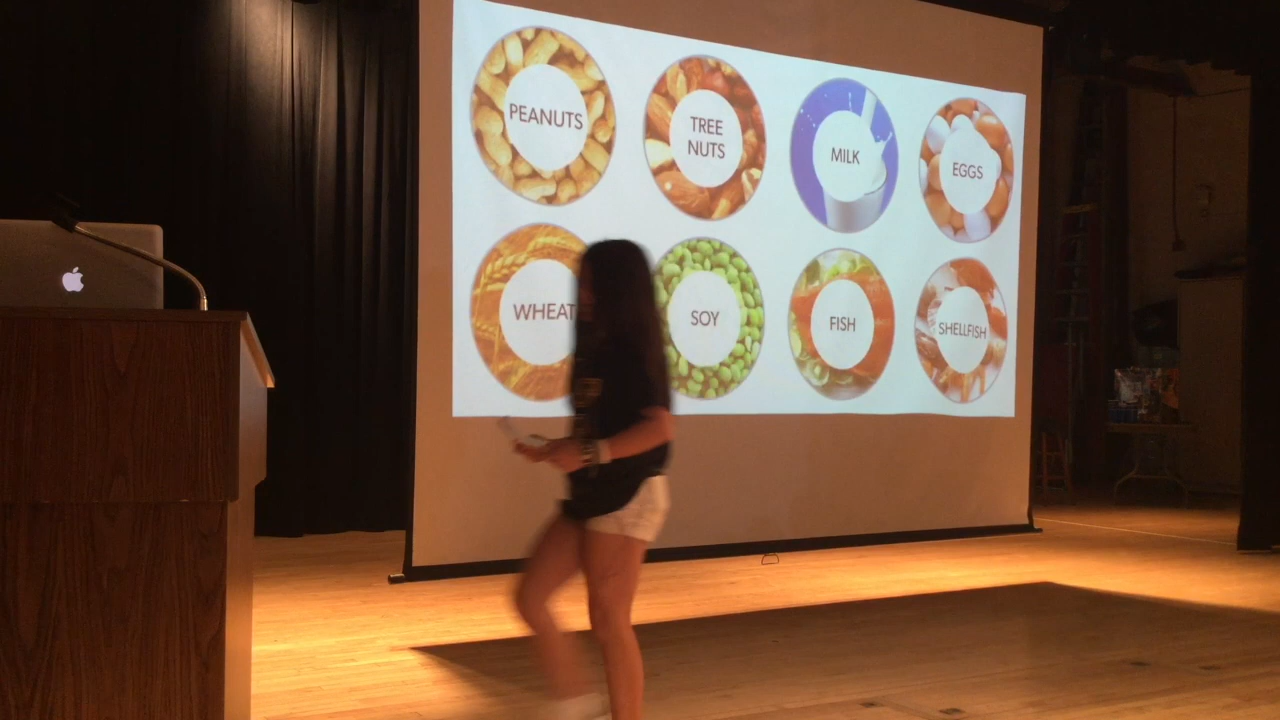 PEANUTS
TREE
NUTS
MILK
EGGS
WHEAT
SOY
FISH
SHELLFISH